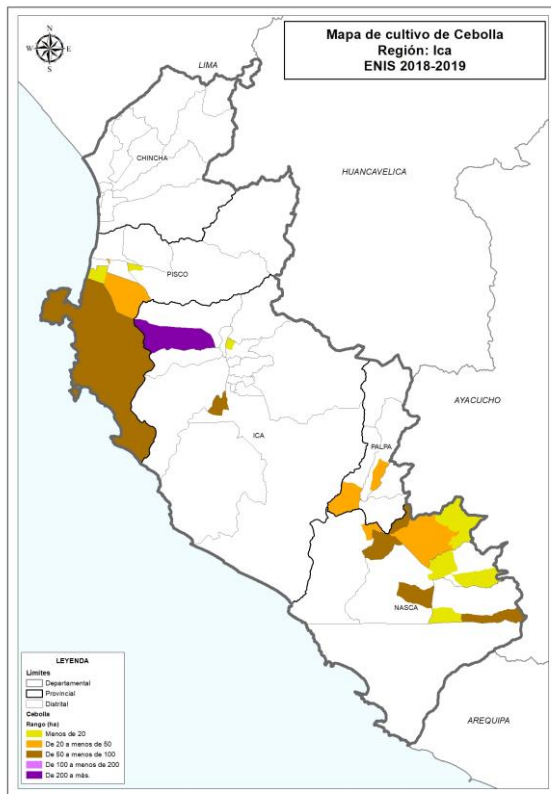 Mapa de cultivo de Cebolla
Región: Ica
ENIS 2018-2019
N
W
E
S
LIMA
CHINCHA
HUANCAVELICA
PISCO
AYACUCHO
ICA
PALPA
NASCA
AREQUIPA
LEYENDA
Límites
Departamental
Provincial
Distrital
Cebolla
Rango (ha)
Menos de 20
De 20 a menos de 50
De 50 a menos de 100
De 100 a menos de 200
De 200 a más.